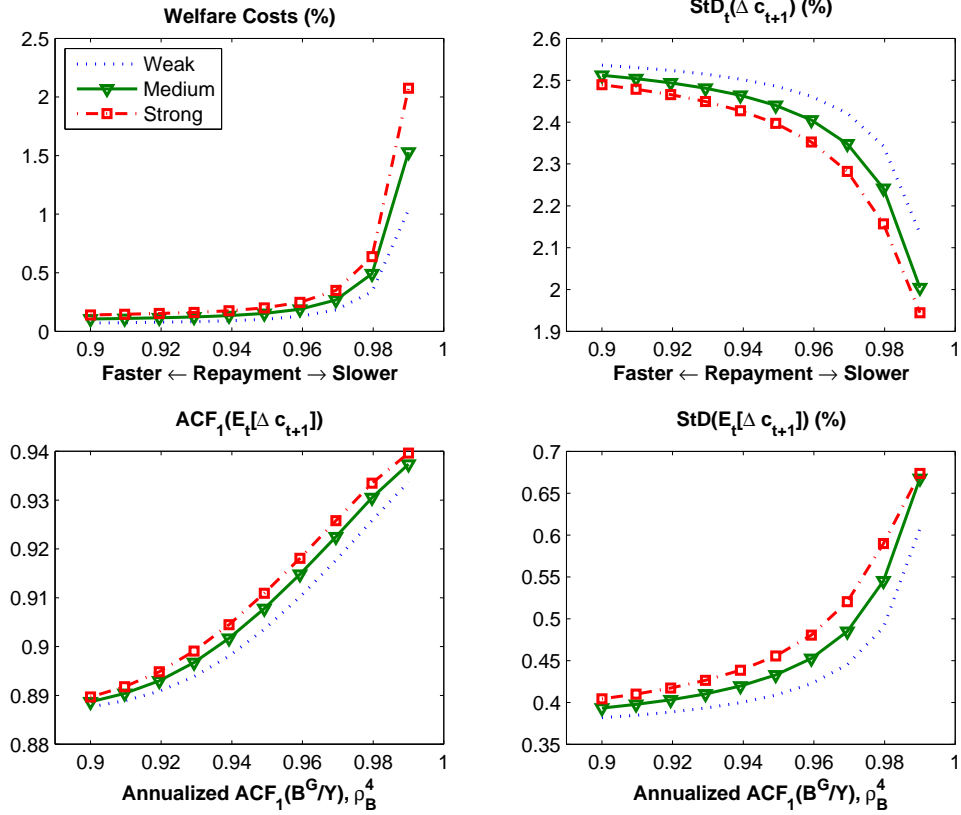 Welfare Costs (%)
2.5
2
1.5
1
0.5
0
Weak
Medium
Strong
0.9 0.92 0.94 0.96 0.98 1
Faster ← Repayment → Slower
StD_t(Δ c_{t+1}) (%)
2.6
2.5
2.4
2.3
2.2
2.1
2
1.9
0.9 0.92 0.94 0.96 0.98 1
Faster ← Repayment → Slower
ACF_1(E_t[Δ c_{t+1}])
0.94
0.93
0.92
0.91
0.9
0.89
0.88
0.9 0.92 0.94 0.96 0.98 1
Annualized ACF_1(B^G/Y), ρ_B^4
StD(E_t[Δ c_{t+1}]) (%)
0.7
0.65
0.6
0.55
0.5
0.45
0.4
0.35
0.9 0.92 0.94 0.96 0.98 1
Annualized ACF_1(B^G/Y), ρ_B^4